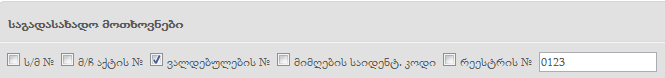 საგადასახადო მოთხოვნები
ს/მ № მ/ჩ აქტის № ვალდებულების № მიმღების საიდენტ. კოდი რეესტრის № 0123